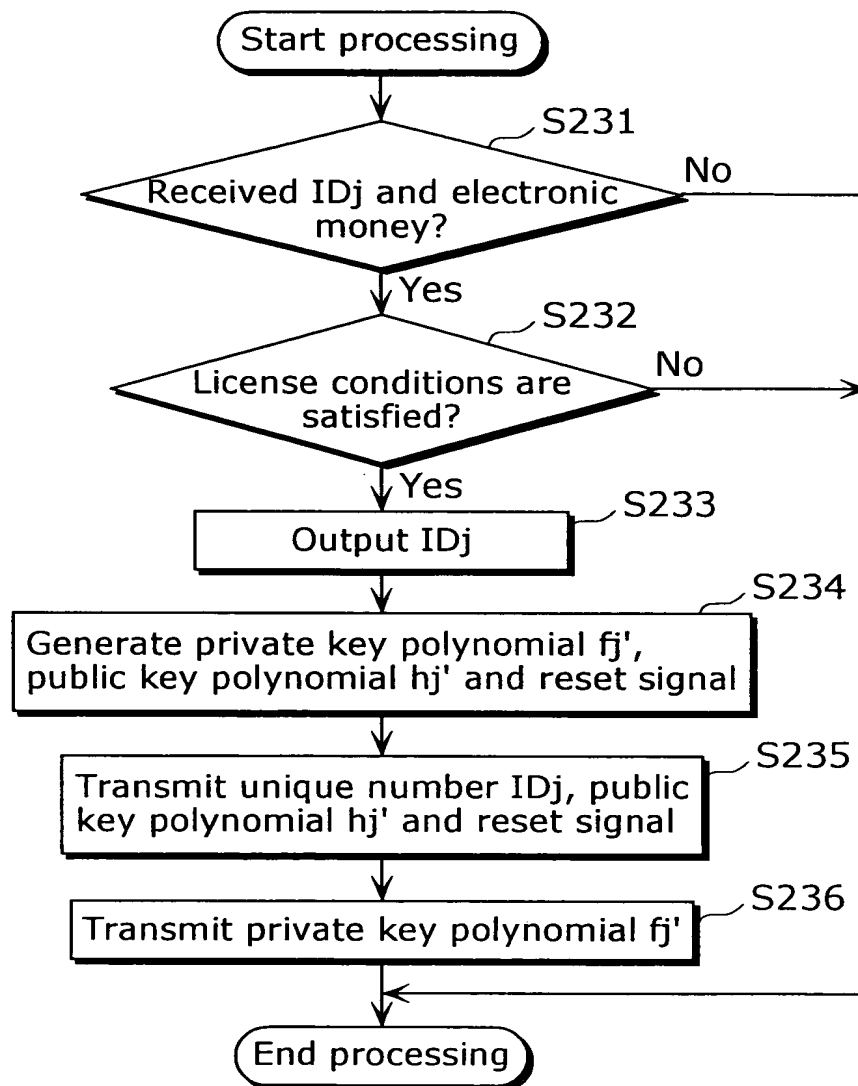 Start processing
S231
Received IDj and electronic
money?
No
Yes
S232
License conditions are
satisfied?
No
Yes
S233
Output IDj
S234
Generate private key polynomial fj',
public key polynomial hj' and reset signal
S235
Transmit unique number IDj, public
key polynomial hj' and reset signal
S236
Transmit private key polynomial fj'
End processing